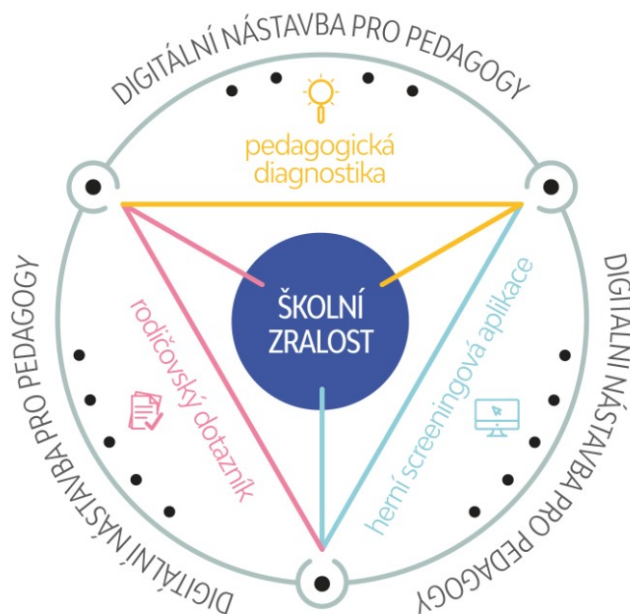 DIGITÁLNÍ NÁSTAVBA PRO PEDAGOGY
pedagogická
diagnostika
ŠKOLNÍ
ZRALOST
rodičovský dotazník
herní screeningová aplikace
DIGITÁLNÍ NÁSTAVBA PRO PEDAGOGY
DIGITALNI NÁSTAVBA PRO PEDAGOGY